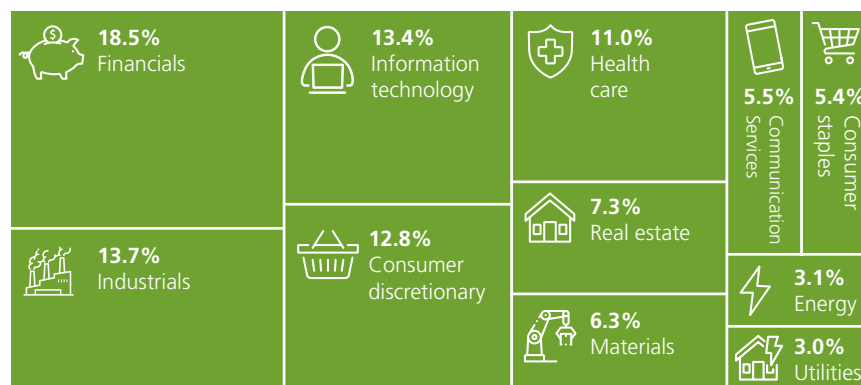 $
18.5%
Financials
13.7%
Industrials
13.4%
Information
technology
12.8%
Consumer
discretionary
11.0%
Health
care
7.3%
Real estate
6.3%
Materials
5.5%
Communication
Services
5.4%
Consumer
staples
3.1%
Energy
3.0%
Utilities